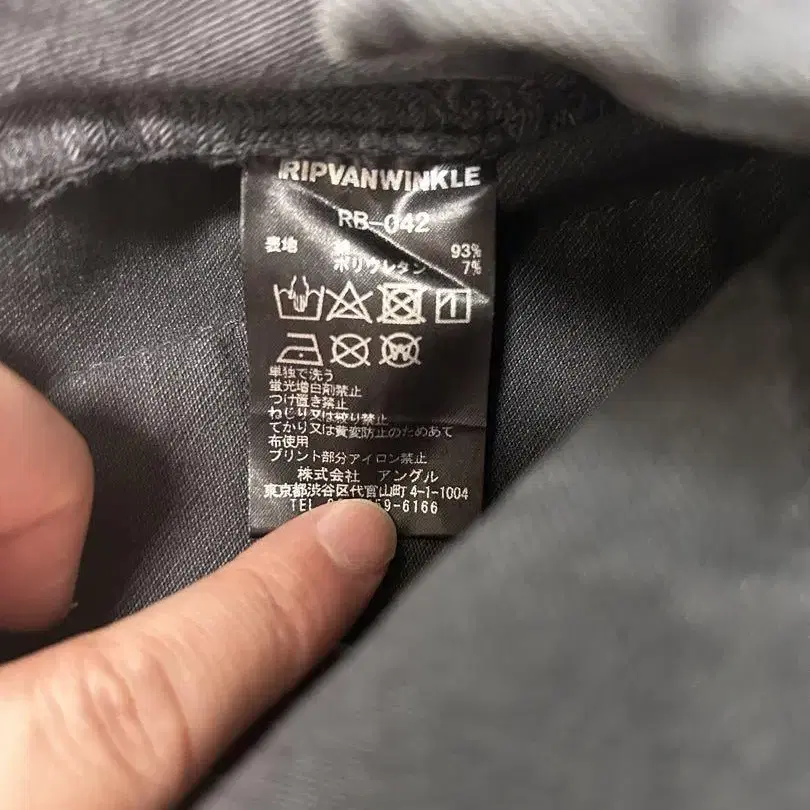 RIPVANWINKLE
RB-042
表地 綿 93%
ポリウレタン 7%
単独で洗う
蛍光増白剤禁止
つけ置き禁止
ねじり又は絞り禁止
てかり又は黄変防止のためあて
布使用
プリント部分アイロン禁止
株式会社 アングル
東京都渋谷区代官山町 4-1-1004
TEL 9-6166